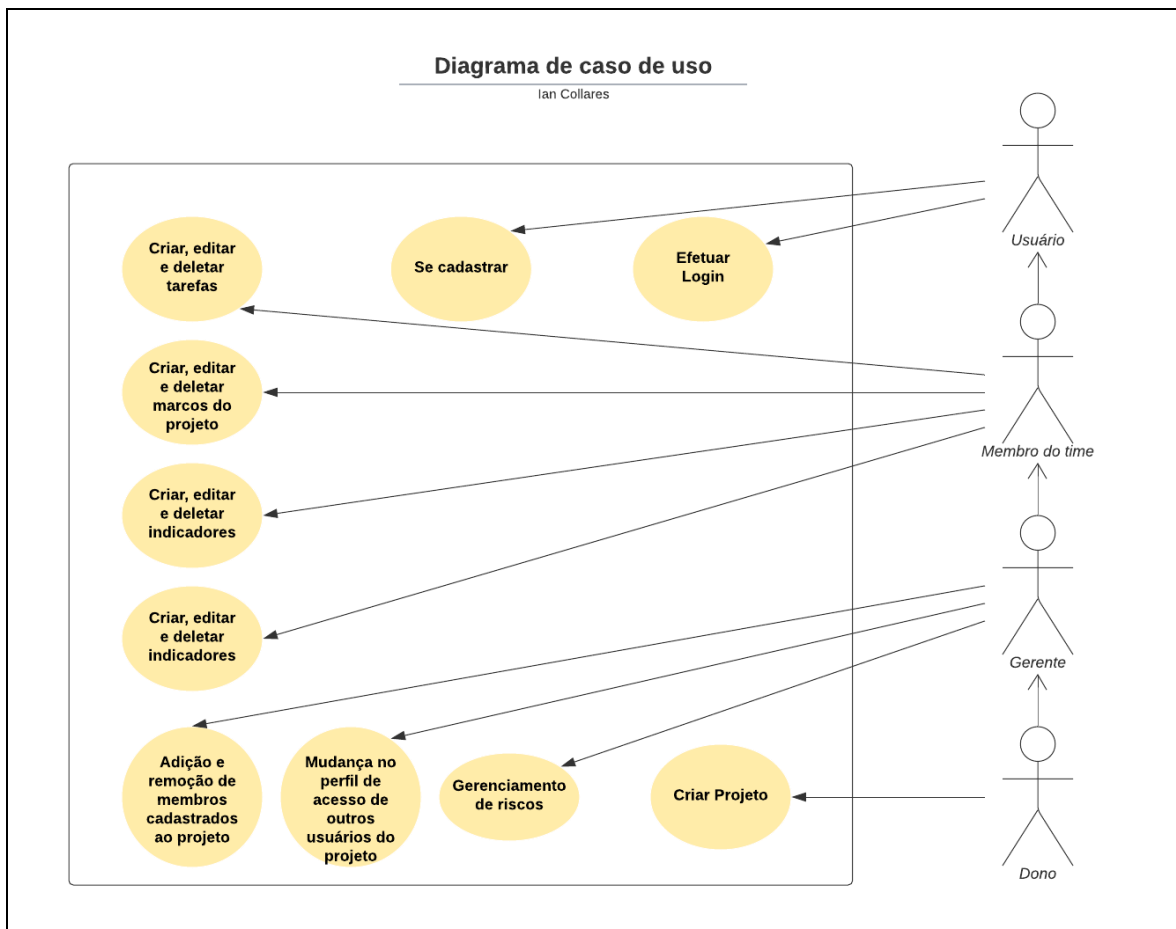 Diagrama de caso de uso
Ian Collares
Criar, editar
e deletar
tarefas
Se cadastrar
Efetuar
Login
Usuário
Criar, editar
e deletar
marcos do
projeto
Membro do time
Criar, editar
e deletar
indicadores
Criar, editar
e deletar
indicadores
Gerente
Adição e
remoção de
membros
cadastrados
ao projeto
Mudança no
perfil de
acesso de
outros
usuários do
projeto
Gerenciamento
de riscos
Criar Projeto
Dono